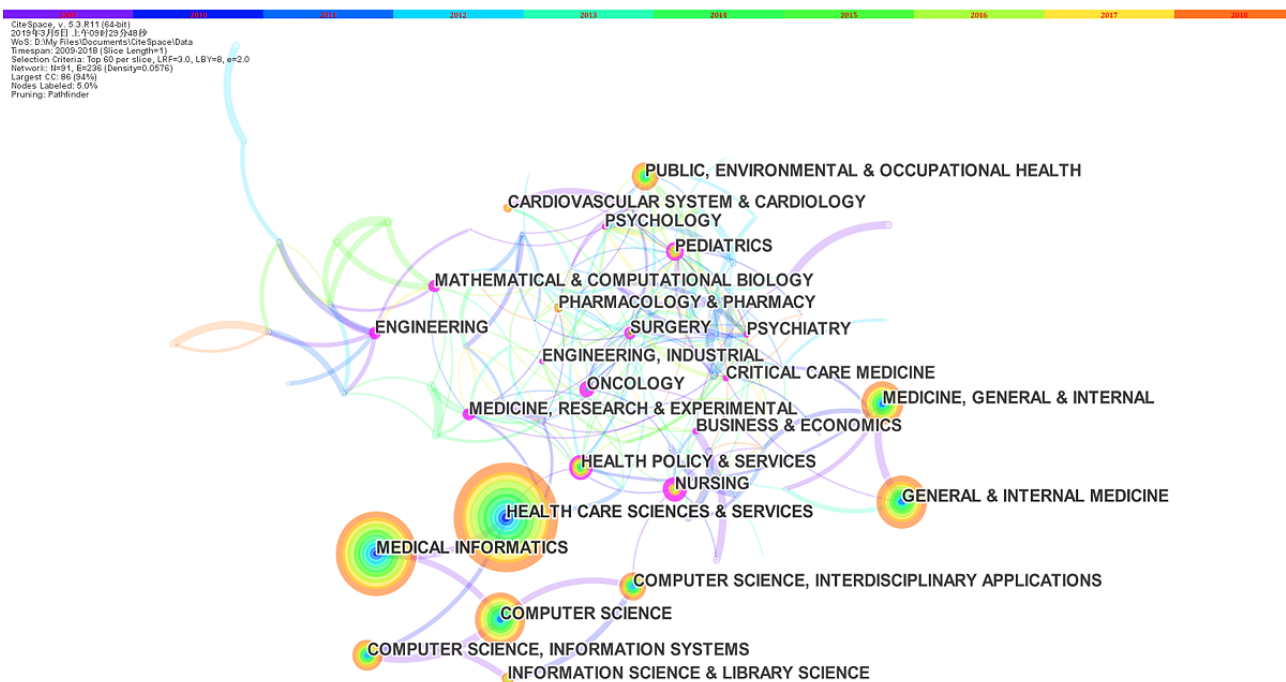 2009 2010 2011 2012 2013 2014 2015 2016 2017 2018
CiteSpace, v. 5.3.R11 (64-bit)
2019年3月5日 上午09时29分48秒
WoS: D:\My Files\Documents\CiteSpace\Data
Timespan: 2009-2018 (Slice Length=1)
Selection Criteria: Top 60 per slice, LRF=3.0, LBY=8, e=2.0
Network: N=91, E=236 (Density=0.0576)
Largest CC: 86 (94%)
Nodes Labeled: 5.0%
Pruning: Pathfinder
PUBLIC, ENVIRONMENTAL & OCCUPATIONAL HEALTH
CARDIOVASCULAR SYSTEM & CARDIOLOGY
PSYCHOLOGY
PEDIATRICS
MATHEMATICAL & COMPUTATIONAL BIOLOGY
PHARMACOLOGY & PHARMACY
ENGINEERING
SURGERY
PSYCHIATRY
ENGINEERING, INDUSTRIAL
CRITICAL CARE MEDICINE
ONCOLOGY
MEDICINE, GENERAL & INTERNAL
MEDICINE, RESEARCH & EXPERIMENTAL
BUSINESS & ECONOMICS
HEALTH POLICY & SERVICES
NURSING
GENERAL & INTERNAL MEDICINE
HEALTH CARE SCIENCES & SERVICES
MEDICAL INFORMATICS
COMPUTER SCIENCE, INTERDISCIPLINARY APPLICATIONS
COMPUTER SCIENCE
COMPUTER SCIENCE, INFORMATION SYSTEMS
INFORMATION SCIENCE & LIBRARY SCIENCE